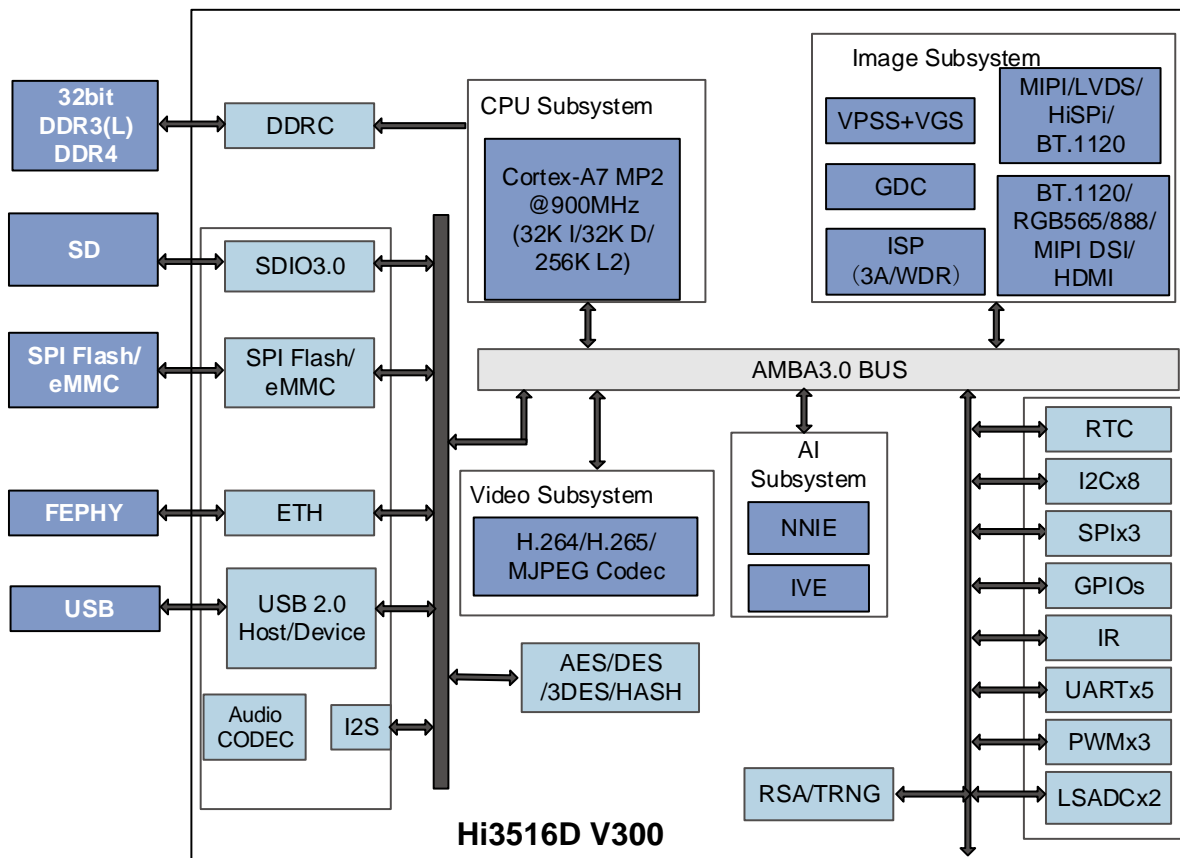 32bit
DDR3(L)
DDR4
DDRC
SD
SDIO3.0
SPI Flash/
eMMC
SPI Flash/
eMMC
FEPHY
ETH
USB
USB 2.0
Host/Device
Audio
CODEC
I2S
CPU Subsystem
Cortex-A7 MP2
@900MHz
(32K I/32K D/
256K L2)
Image Subsystem
VPSS+VGS
GDC
ISP
（3A/WDR）
MIPI/LVDS/
HiSPi/
BT.1120
BT.1120/
RGB565/888/
MIPI DSI/
HDMI
AMBA3.0 BUS
Video Subsystem
H.264/H.265/
MJPEG Codec
AI
Subsystem
NNIE
IVE
AES/DES
/3DES/HASH
RSA/TRNG
RTC
I2Cx8
SPIx3
GPIOs
IR
UARTx5
PWMx3
LSADCx2
Hi3516D V300